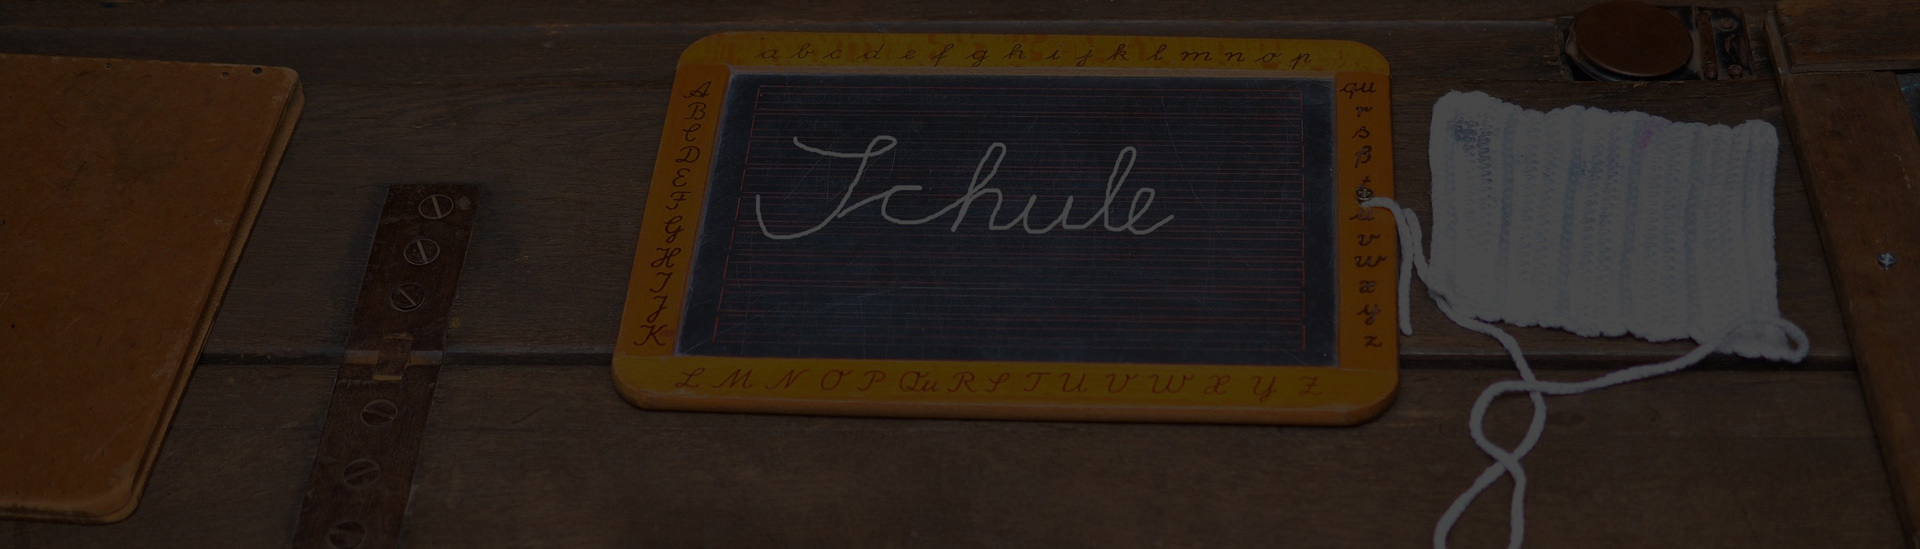 a b c d e f g h i j k l m n o p
A
B
C
D
E
F
G
H
I
J
K
Schule
qu
r
s
ß
t
u
v
w
x
y
z
L M N O P Qu R S T U V W X Y Z